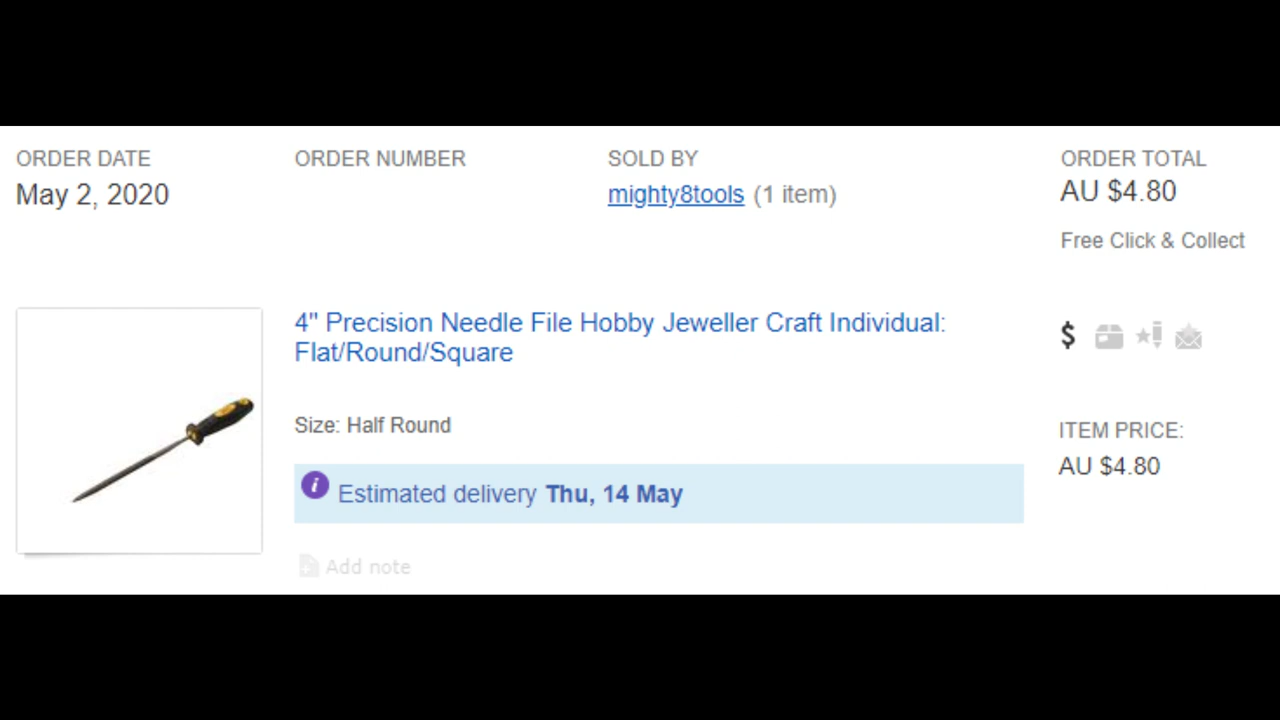 ORDER DATE
ORDER NUMBER
SOLD BY
ORDER TOTAL
May 2, 2020
mighty8tools (1 item)
AU $4.80
Free Click & Collect
4" Precision Needle File Hobby Jeweller Craft Individual:
Flat/Round/Square
$
Size: Half Round
ITEM PRICE:
AU $4.80
i Estimated delivery Thu, 14 May
Add note